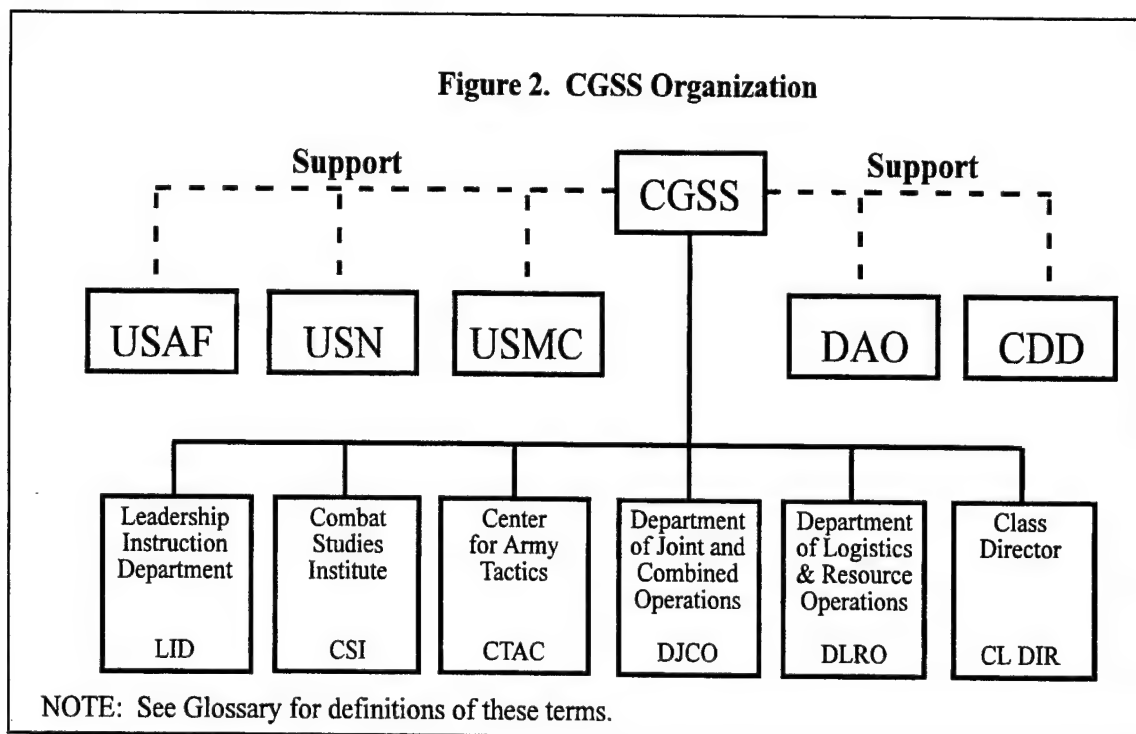 Figure 2. CGSS Organization
Support
Support
CGSS
USAF
USN
USMC
DAO
CDD
Leadership
Instruction
Department
LID
Combat
Studies
Institute
CSI
Center
for Army
Tactics
CTAC
Department
of Joint and
Combined
Operations
DJCO
Department
of Logistics
& Resource
Operations
DLRO
Class
Director
CL DIR
NOTE: See Glossary for definitions of these terms.